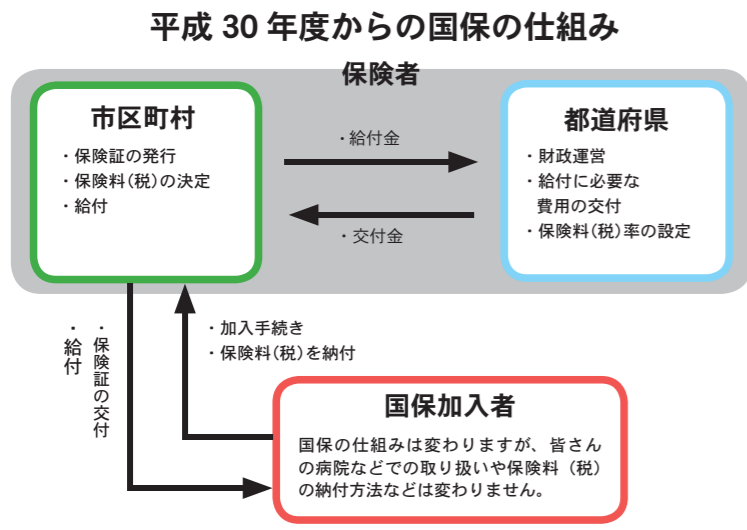 平成 30 年度からの国保の仕組み
保険者
市区町村
・保険証の発行
・保険料(税)の決定
・給付
・給付金
・交付金
都道府県
・財政運営
・給付に必要な
費用の交付
・保険料(税)率の設定
・保険証の交付
・給付
・加入手続き
・保険料(税)を納付
国保加入者
国保の仕組みは変わりますが、皆さん
の病院などでの取り扱いや保険料（税）
の納付方法などは変わりません。